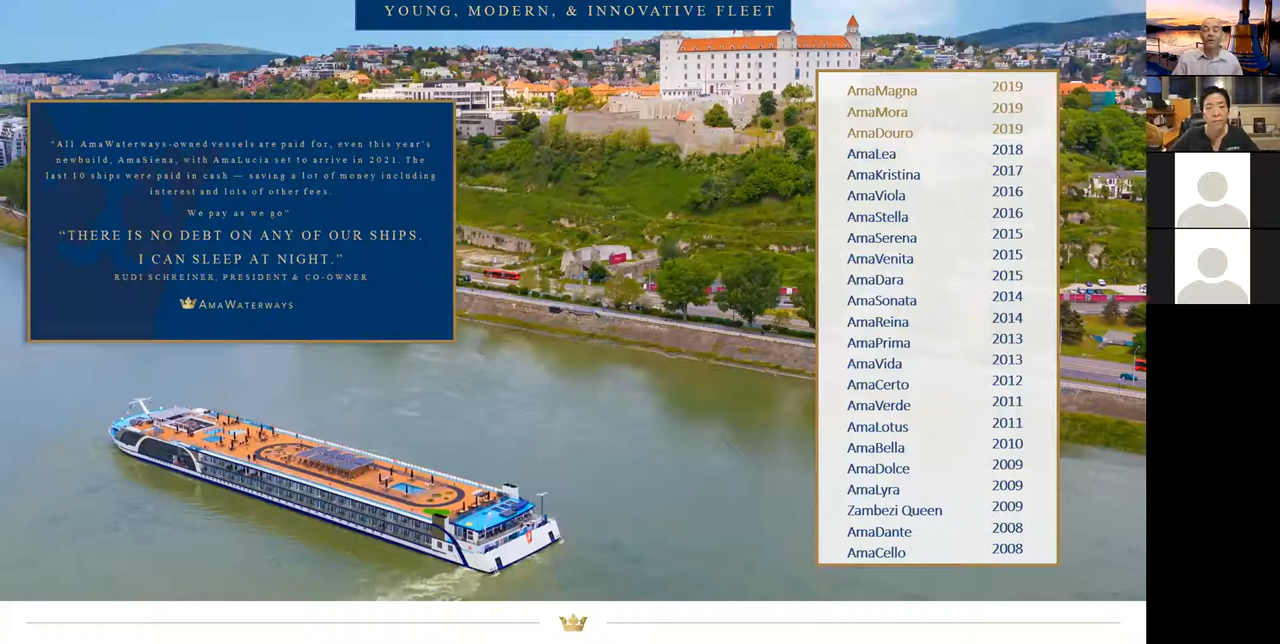 YOUNG, MODERN, & INNOVATIVE FLEET
"All AmaWaterways-owned vessels are paid for, even this year's
newbuild, AmaSiena, with AmaLucia set to arrive in 2021. The
last 10 ships were paid in cash — saving a lot of money including
interest and lots of other fees.
We pay as we go"
"THERE IS NO DEBT ON ANY OF OUR SHIPS.
I CAN SLEEP AT NIGHT."
RUDI SCHREINER, PRESIDENT & CO-OWNER
AMAWATERWAYS
AmaMagna 2019
AmaMora 2019
AmaDouro 2019
AmaLea 2018
AmaKristina 2017
AmaViola 2016
AmaStella 2016
AmaSerena 2015
AmaVenita 2015
AmaDara 2015
AmaSonata 2014
AmaReina 2014
AmaPrima 2013
AmaVida 2013
AmaCerto 2012
AmaVerde 2011
AmaLotus 2011
AmaBella 2010
AmaDolce 2009
AmaLyra 2009
Zambezi Queen 2009
AmaDante 2008
AmaCello 2008